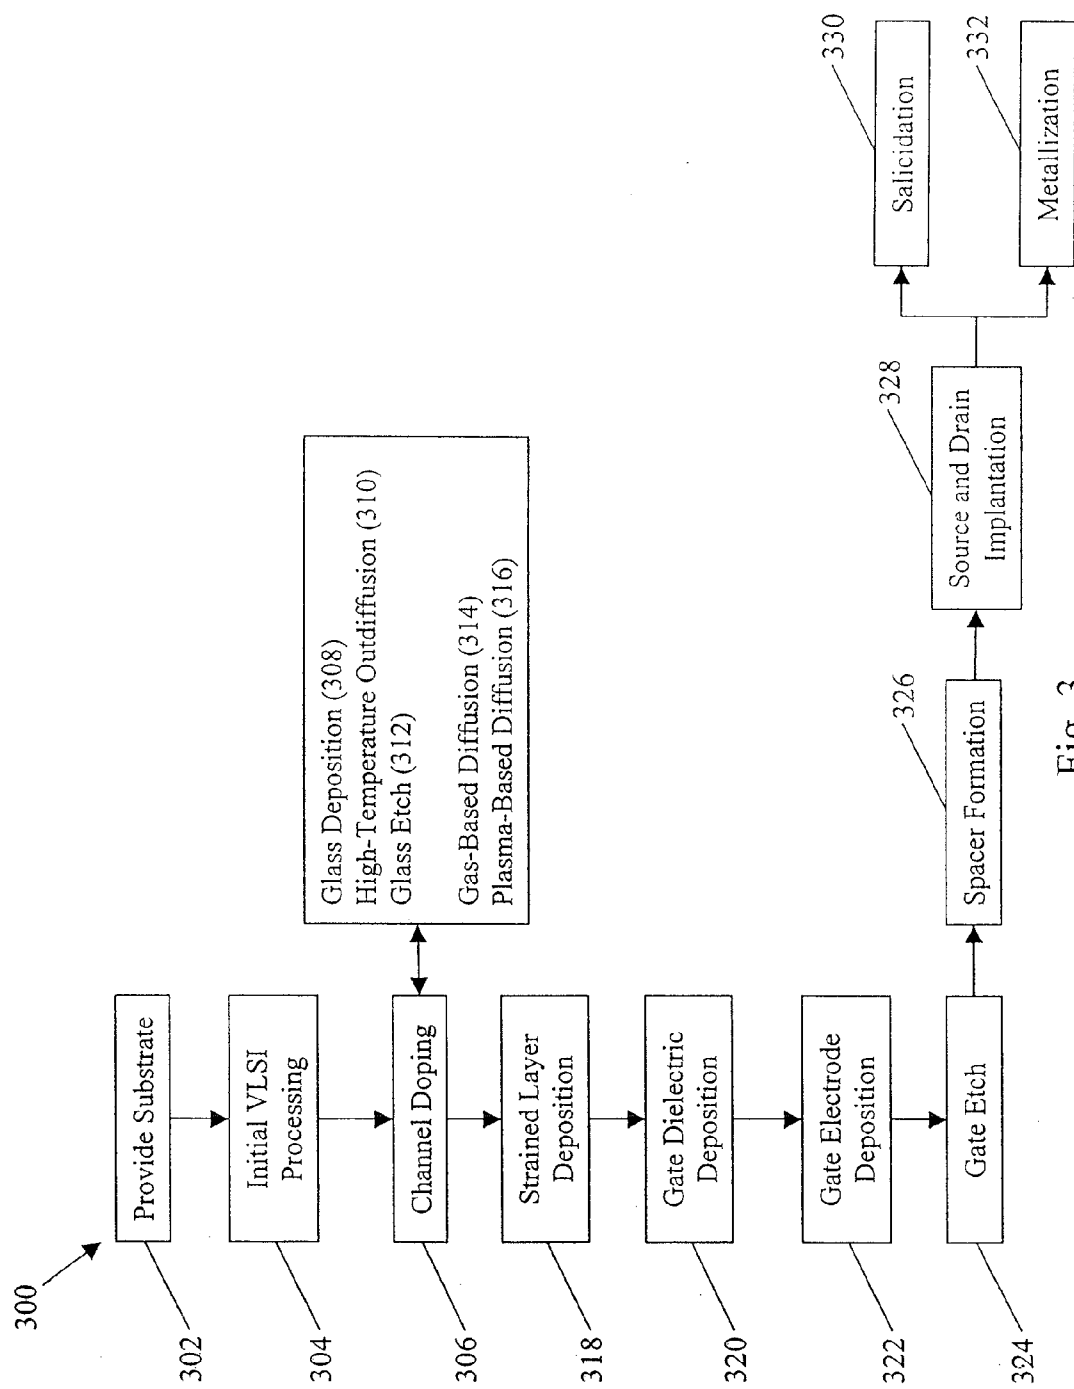 300
302
Provide Substrate
304
Initial VLSI
Processing
306
Channel Doping
Glass Deposition (308)
High-Temperature Outdiffusion (310)
Glass Etch (312)
Gas-Based Diffusion (314)
Plasma-Based Diffusion (316)
318
Strained Layer
Deposition
320
Gate Dielectric
Deposition
322
Gate Electrode
Deposition
324
Gate Etch
326
Spacer Formation
328
Source and Drain
Implantation
330
Salicidation
332
Metallization
Fig. 3